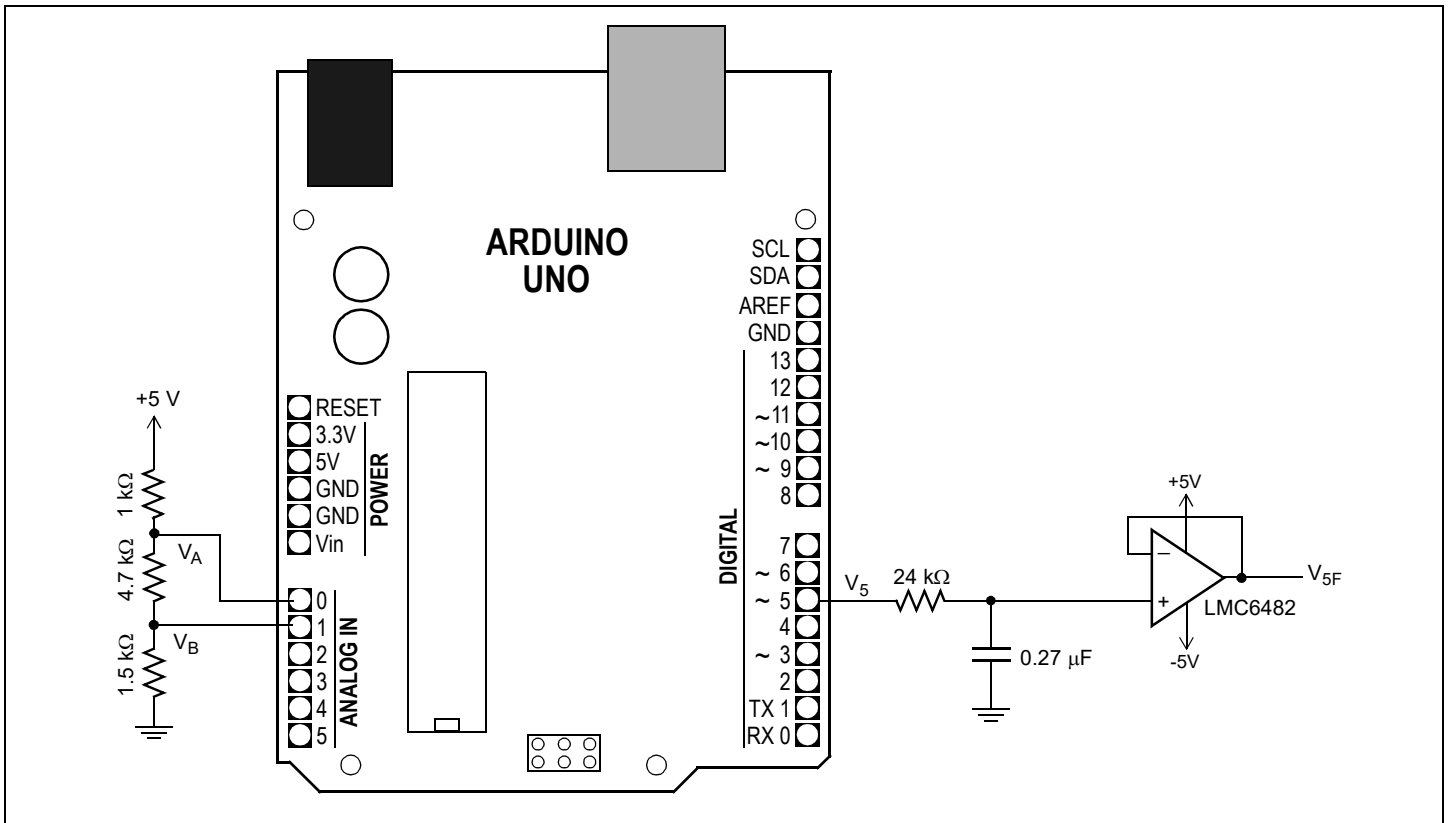 ARDUINO
UNO
SCL
SDA
AREF
GND
13
12
~11
~10
~ 9
8
7
~ 6
~ 5
4
~ 3
2
TX 1
RX 0
DIGITAL
RESET
3.3V
5V
GND
GND
Vin
POWER
0
1
2
3
4
5
ANALOG IN
+5 V
1 kΩ
V_A
4.7 kΩ
V_B
1.5 kΩ
V_5
24 kΩ
0.27 μF
+5V
−
+
LMC6482
-5V
V_5F